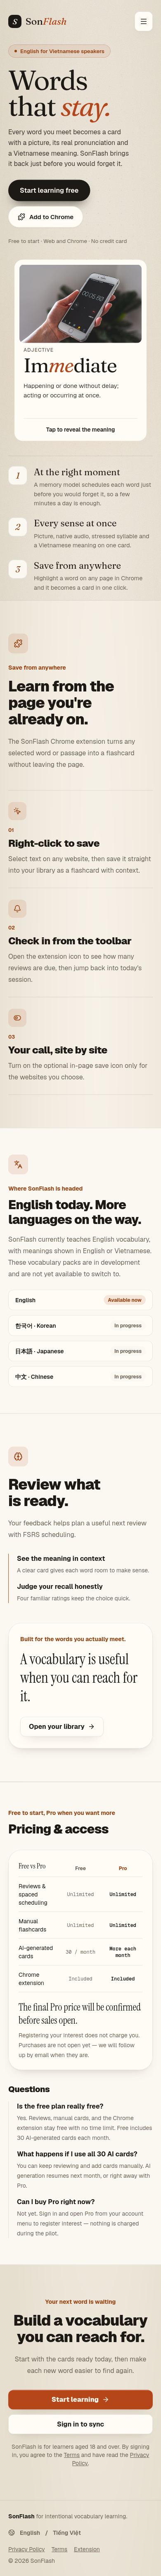 S SonFlash
English for Vietnamese speakers
Words
that stay.
Every word you meet becomes a card
with a picture, its real pronunciation and
a Vietnamese meaning. SonFlash brings
it back just before you would forget it.
Start learning free
Add to Chrome
Free to start · Web and Chrome · No credit card
ADJECTIVE
Immediate
Happening or done without delay;
acting or occurring at once.
Tap to reveal the meaning
1
At the right moment
A memory model schedules each word just
before you would forget it, so a few
minutes a day is enough.
2
Every sense at once
Picture, native audio, stressed syllable and
a Vietnamese meaning on one card.
3
Save from anywhere
Highlight a word on any page in Chrome
and it becomes a card in one click.
Save from anywhere
Learn from the
page you're
already on.
The SonFlash Chrome extension turns any
selected word or passage into a flashcard
without leaving the page.
01
Right-click to save
Select text on any website, then save it straight
into your library as a flashcard with context.
02
Check in from the toolbar
Open the extension icon to see how many
reviews are due, then jump back into today's
session.
03
Your call, site by site
Turn on the optional in-page save icon only for
the websites you choose.
Where SonFlash is headed
English today. More
languages on the way.
SonFlash currently teaches English vocabulary,
with meanings shown in English or Vietnamese.
These vocabulary packs are in development
and are not yet available to switch to.
English Available now
한국어 · Korean In progress
日本語 · Japanese In progress
中文 · Chinese In progress
Review what
is ready.
Your feedback helps plan a useful next review
with FSRS scheduling.
See the meaning in context
A clear card gives each word room to make sense.
Judge your recall honestly
Four familiar ratings keep the choice quick.
Built for the words you actually meet.
A vocabulary is useful
when you can reach for
it.
Open your library
Free to start, Pro when you want more
Pricing & access
Free vs Pro Free Pro
Reviews &
spaced
scheduling Unlimited Unlimited
Manual
flashcards Unlimited Unlimited
AI-generated
cards 30 / month More each
month
Chrome
extension Included Included
The final Pro price will be confirmed
before sales open.
Registering your interest does not charge you.
Purchases are not open yet — we will follow
up by email when they are.
Questions
Is the free plan really free?
Yes. Reviews, manual cards, and the Chrome
extension stay free with no time limit. Free includes
30 AI-generated cards each month.
What happens if I use all 30 AI cards?
You can keep reviewing and add cards manually. AI
generation resumes next month, or right away with
Pro.
Can I buy Pro right now?
Not yet. Sign in and open Pro from your account
menu to register interest — nothing is charged
during the pilot.
Your next word is waiting
Build a vocabulary
you can reach for.
Start with the cards ready today, then make
each new word easier to find again.
Start learning
Sign in to sync
SonFlash is for learners aged 18 and over. By signing
in, you agree to the Terms and have read the Privacy
Policy.
SonFlash for intentional vocabulary learning.
English / Tiếng Việt
Privacy Policy Terms Extension
© 2026 SonFlash